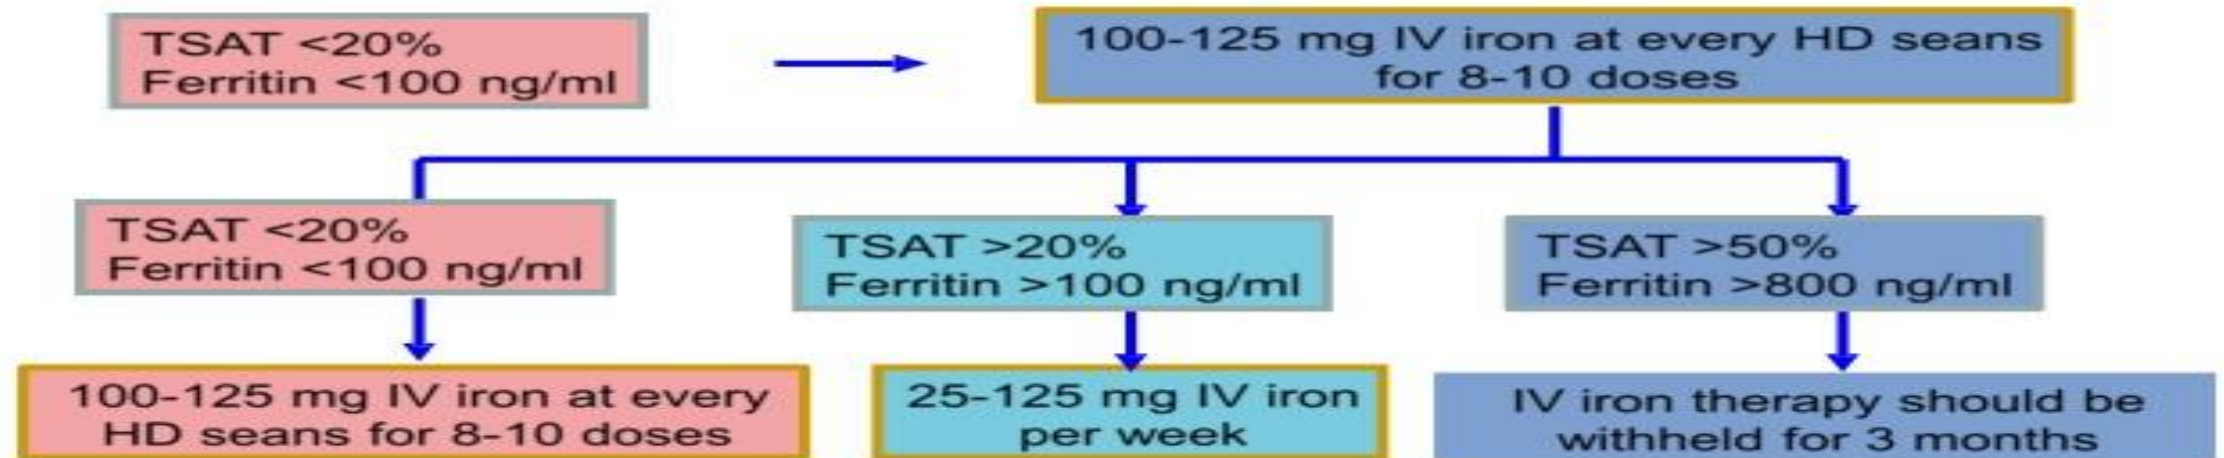 TSAT <20%
Ferritin <100 ng/ml
100-125 mg IV iron at every HD seans
for 8-10 doses
TSAT <20%
Ferritin <100 ng/ml
TSAT >20%
Ferritin >100 ng/ml
TSAT >50%
Ferritin >800 ng/ml
100-125 mg IV iron at every
HD seans for 8-10 doses
25-125 mg IV iron
per week
IV iron therapy should be
withheld for 3 months